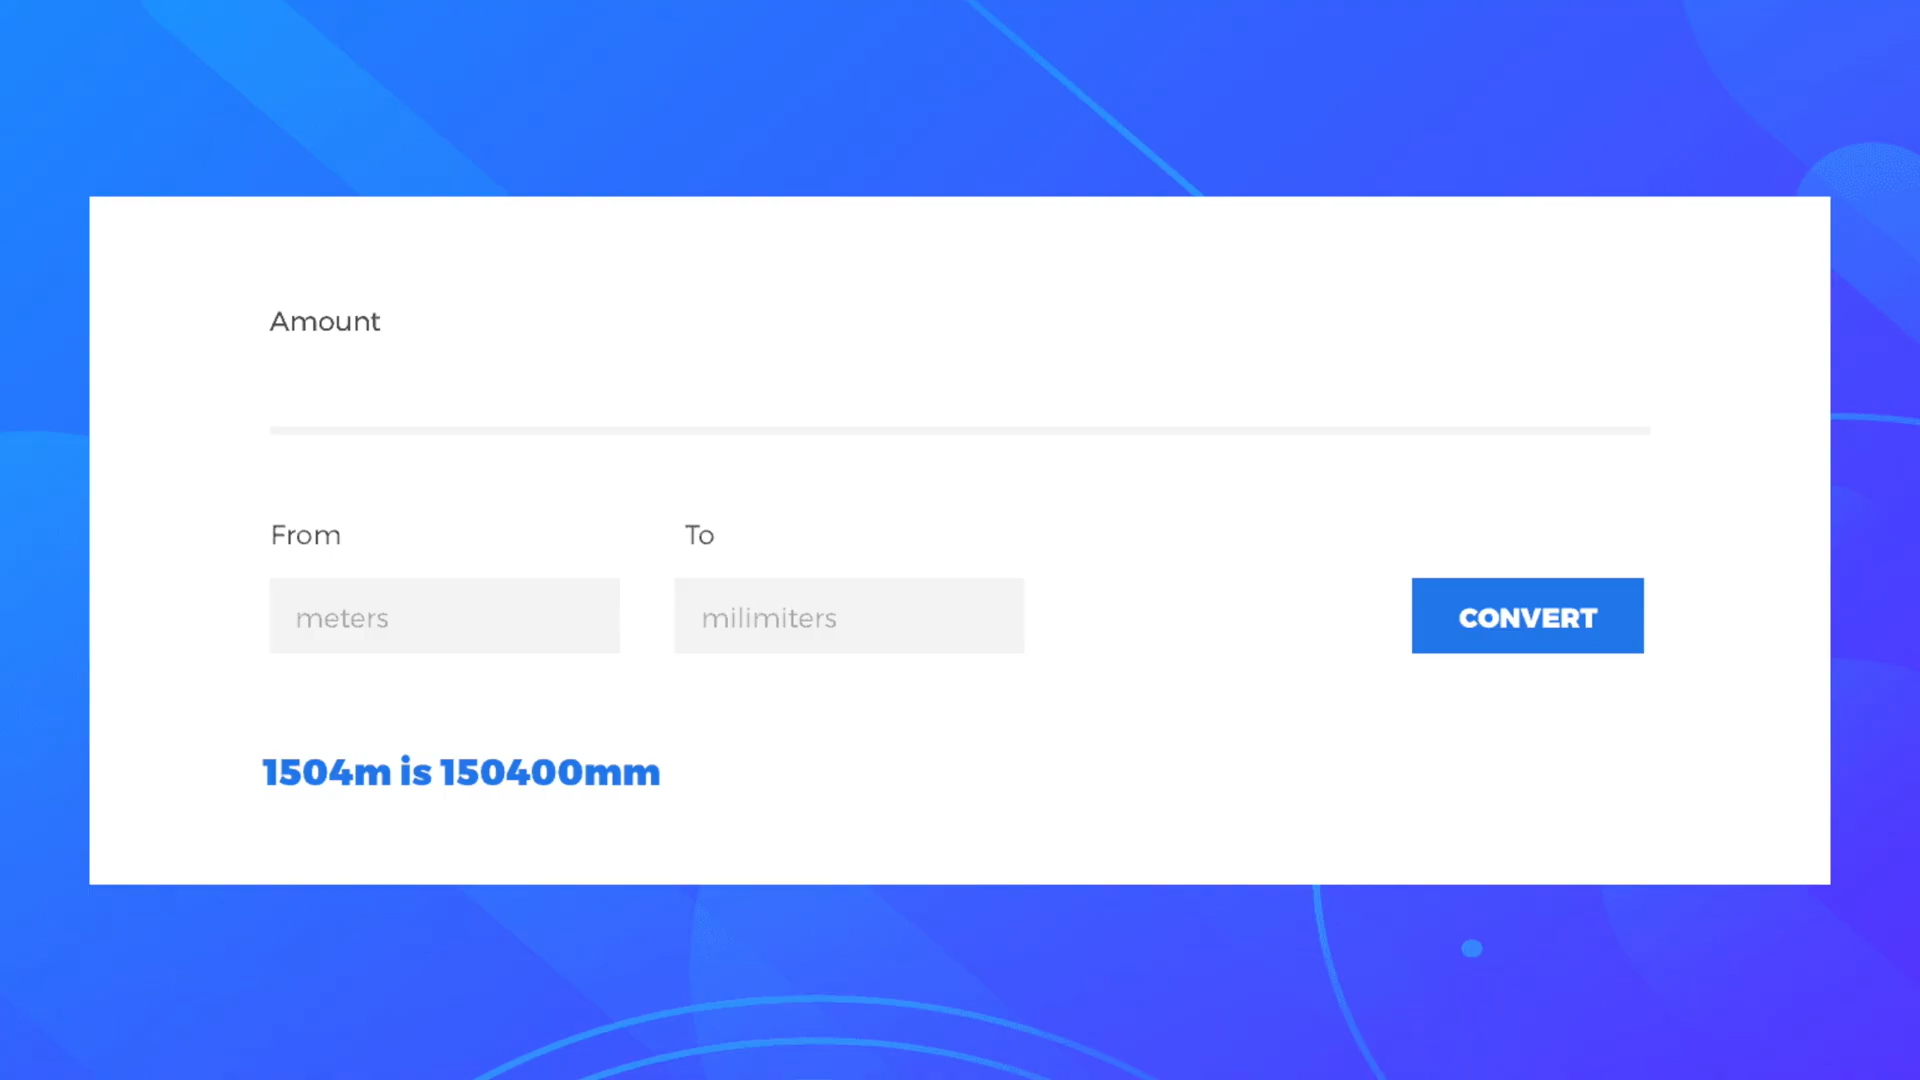 Amount
From
To
meters
milimiters
CONVERT
1504m is 150400mm